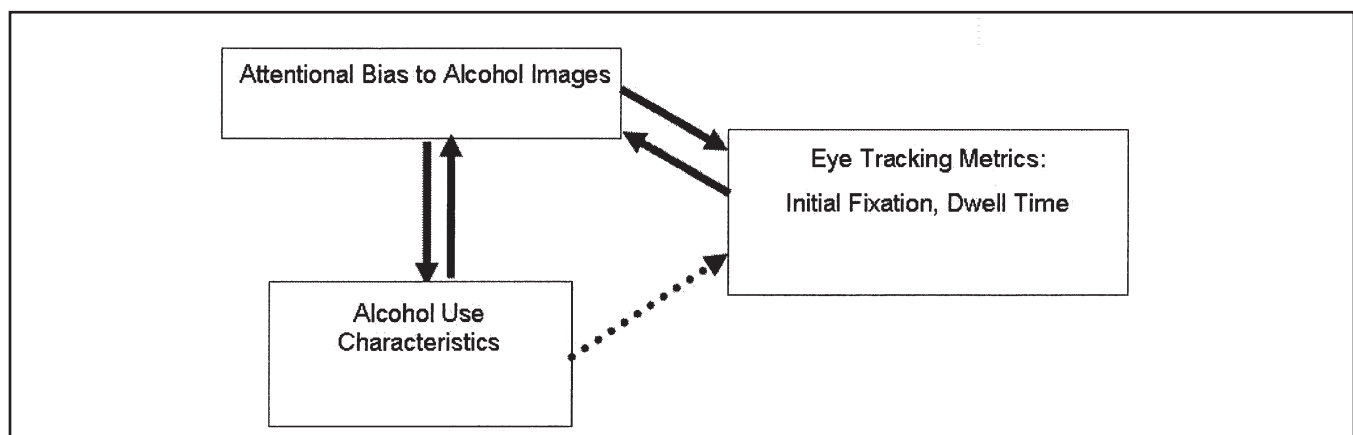 Attentional Bias to Alcohol Images
Eye Tracking Metrics:
Initial Fixation, Dwell Time
Alcohol Use
Characteristics